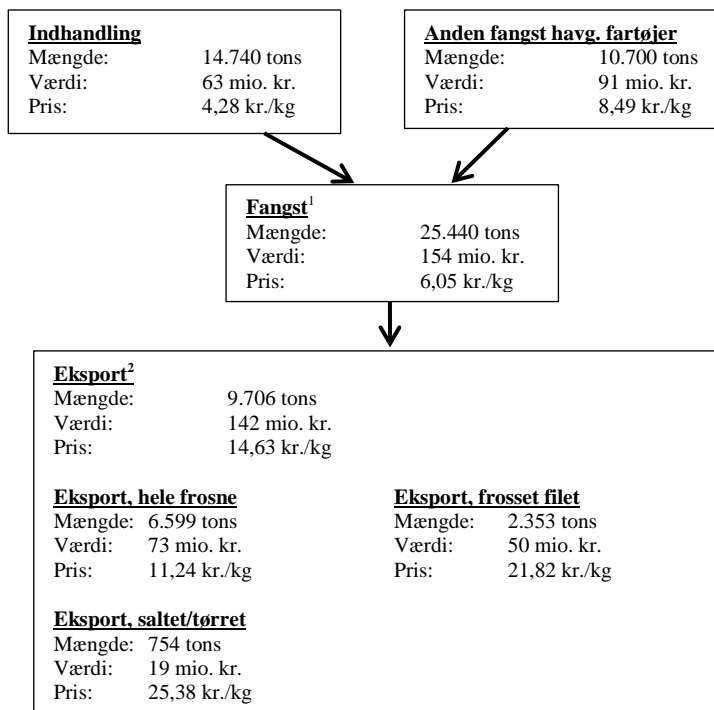 Indhandling
Mængde: 14.740 tons
Værdi: 63 mio. kr.
Pris: 4,28 kr./kg
Anden fangst havg. fartøjer
Mængde: 10.700 tons
Værdi: 91 mio. kr.
Pris: 8,49 kr./kg
Fangst¹
Mængde: 25.440 tons
Værdi: 154 mio. kr.
Pris: 6,05 kr./kg
Eksport²
Mængde: 9.706 tons
Værdi: 142 mio. kr.
Pris: 14,63 kr./kg
Eksport, hele frosne
Mængde: 6.599 tons
Værdi: 73 mio. kr.
Pris: 11,24 kr./kg
Eksport, frosset filet
Mængde: 2.353 tons
Værdi: 50 mio. kr.
Pris: 21,82 kr./kg
Eksport, saltet/tørret
Mængde: 754 tons
Værdi: 19 mio. kr.
Pris: 25,38 kr./kg